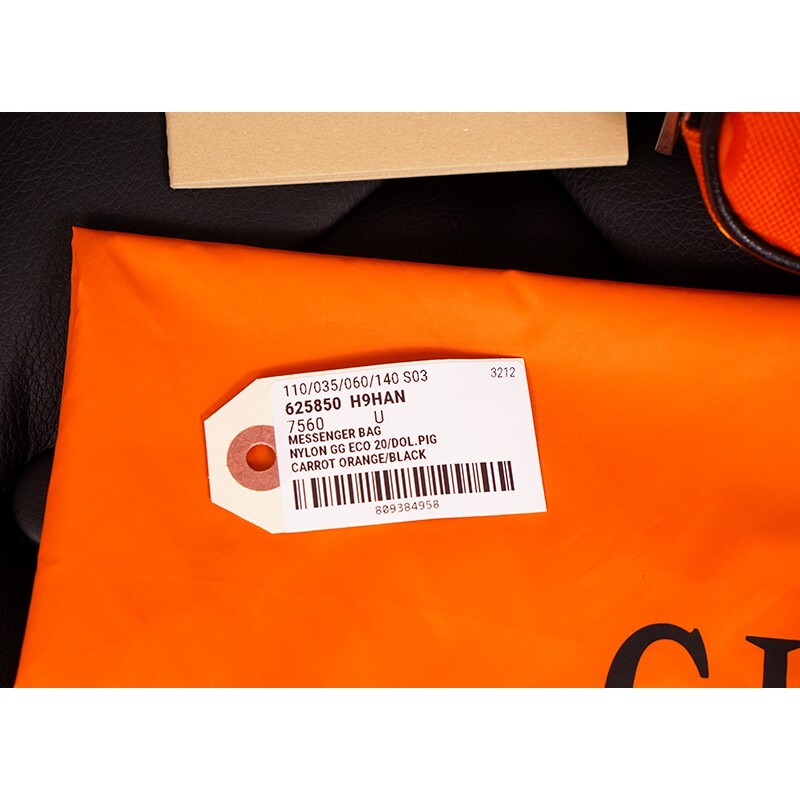 110/035/060/140 S03 3212
625850 H9HAN
7560 U
MESSENGER BAG
NYLON GG ECO 20/DOL.PIG
CARROT ORANGE/BLACK
809384958